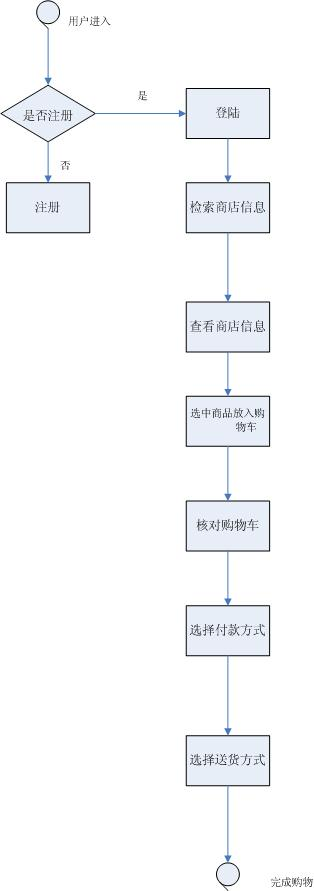 用户进入
是否注册
是
登陆
否
注册
检索商店信息
查看商店信息
选中商品放入购
物车
核对购物车
选择付款方式
选择送货方式
完成购物